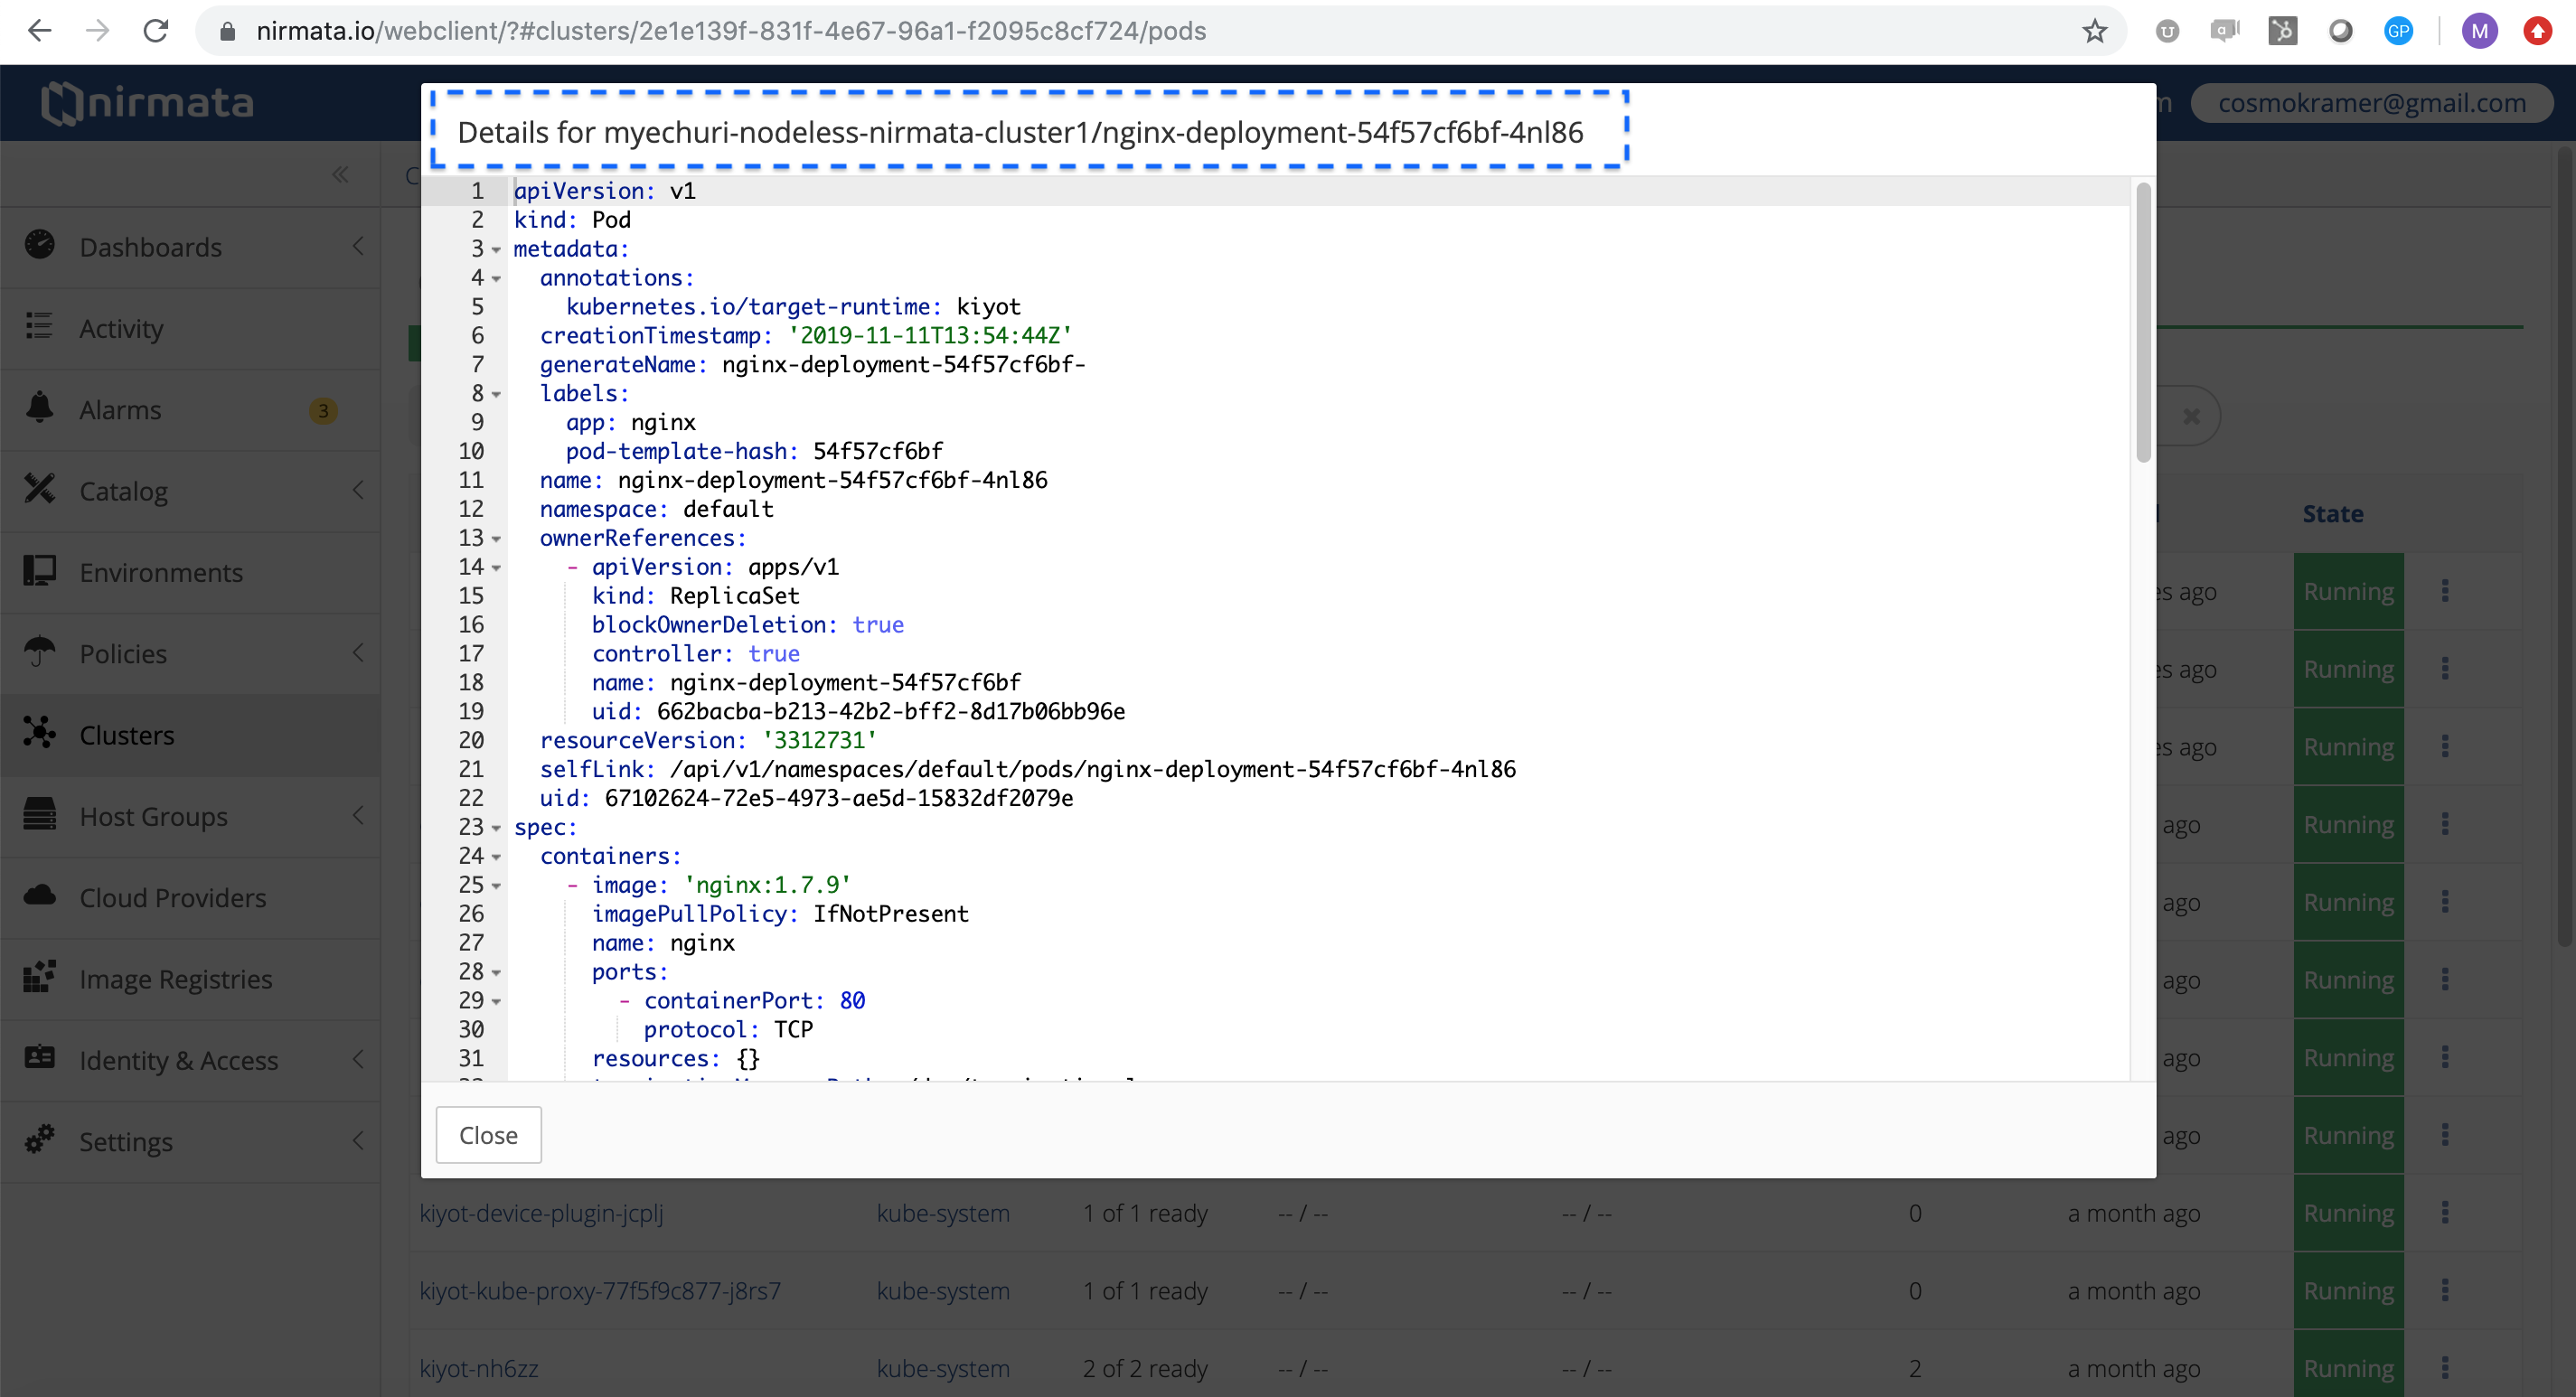 nirmata.io/webclient/?#clusters/2e1e139f-831f-4e67-96a1-f2095c8cf724/pods
GP
M
nirmata
cosmokramer@gmail.com
Details for myechuri-nodeless-nirmata-cluster1/nginx-deployment-54f57cf6bf-4nl86
Dashboards
Activity
Alarms 3
Catalog
Environments
Policies
Clusters
Host Groups
Cloud Providers
Image Registries
Identity & Access
Settings
1 apiVersion: v1
2 kind: Pod
3 metadata:
4 annotations:
5 kubernetes.io/target-runtime: kiyot
6 creationTimestamp: '2019-11-11T13:54:44Z'
7 generateName: nginx-deployment-54f57cf6bf-
8 labels:
9 app: nginx
10 pod-template-hash: 54f57cf6bf
11 name: nginx-deployment-54f57cf6bf-4nl86
12 namespace: default
13 ownerReferences:
14 - apiVersion: apps/v1
15 kind: ReplicaSet
16 blockOwnerDeletion: true
17 controller: true
18 name: nginx-deployment-54f57cf6bf
19 uid: 662bacba-b213-42b2-bff2-8d17b06bb96e
20 resourceVersion: '3312731'
21 selfLink: /api/v1/namespaces/default/pods/nginx-deployment-54f57cf6bf-4nl86
22 uid: 67102624-72e5-4973-ae5d-15832df2079e
23 spec:
24 containers:
25 - image: 'nginx:1.7.9'
26 imagePullPolicy: IfNotPresent
27 name: nginx
28 ports:
29 - containerPort: 80
30 protocol: TCP
31 resources: {}
Close
State
es ago Running
es ago Running
es ago Running
ago Running
ago Running
ago Running
ago Running
ago Running
kiyot-device-plugin-jcplj kube-system 1 of 1 ready -- / -- -- / -- 0 a month ago Running
kiyot-kube-proxy-77f5f9c877-j8rs7 kube-system 1 of 1 ready -- / -- -- / -- 0 a month ago Running
kiyot-nh6zz kube-system 2 of 2 ready -- / -- -- / -- 2 a month ago Running